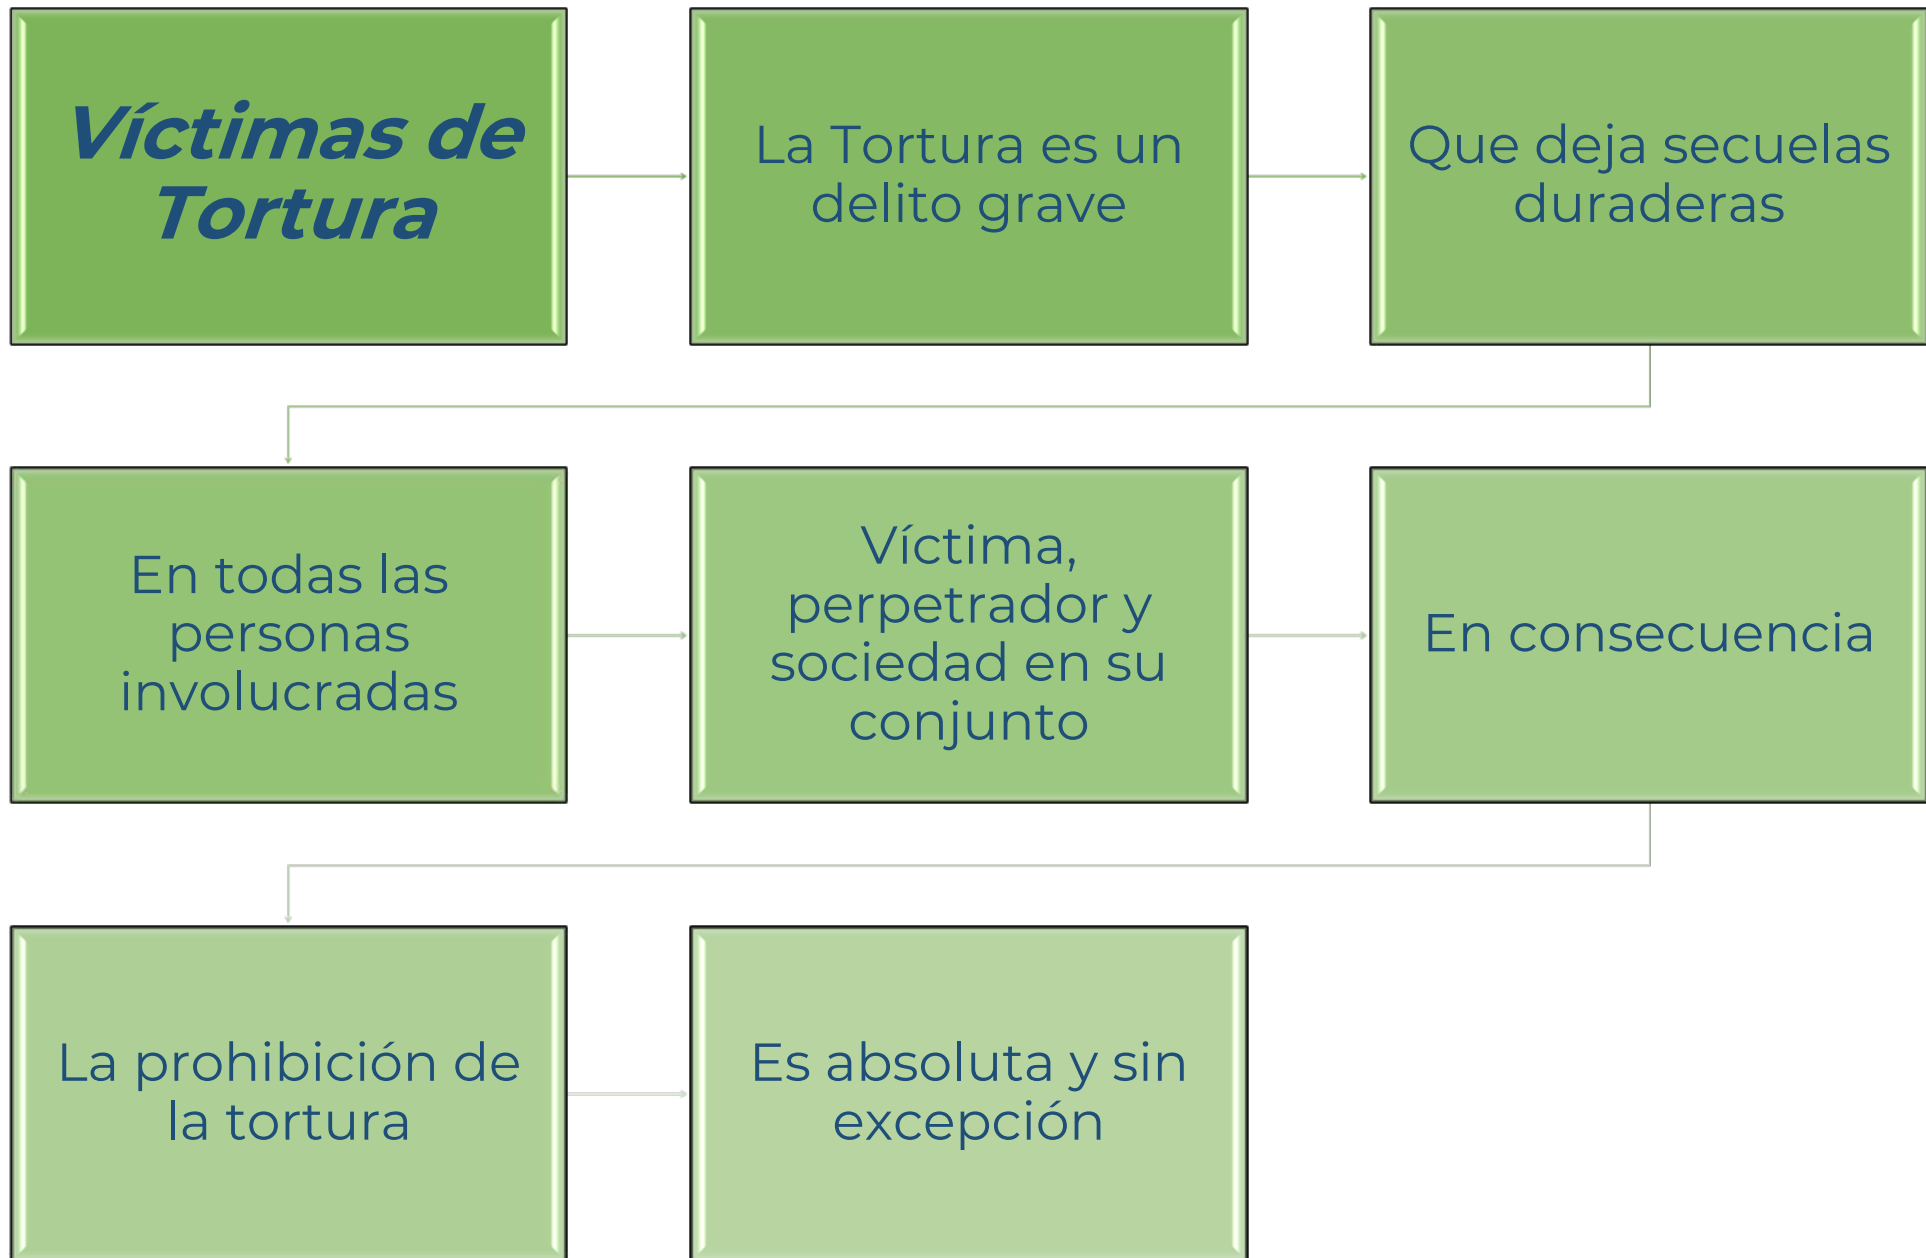 Víctimas de
Tortura
La Tortura es un
delito grave
Que deja secuelas
duraderas
En todas las
personas
involucradas
Víctima,
perpetrador y
sociedad en su
conjunto
En consecuencia
La prohibición de
la tortura
Es absoluta y sin
excepción